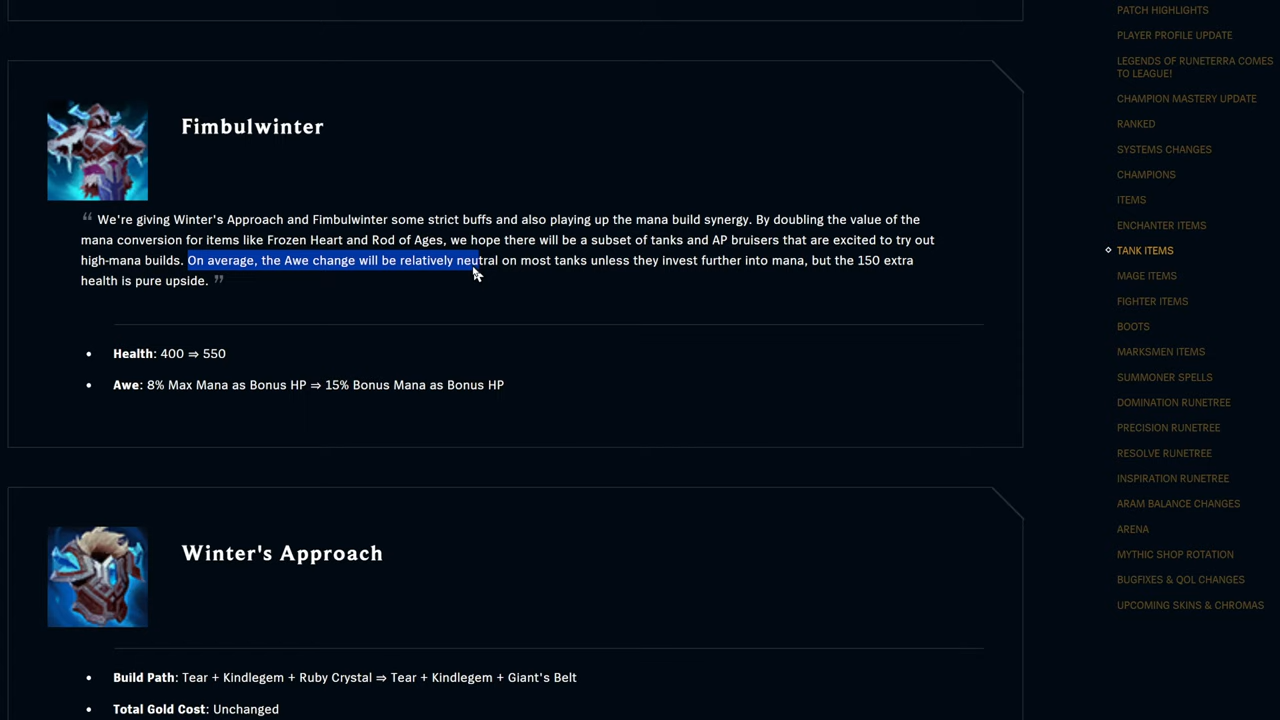 Fimbulwinter
“ We're giving Winter's Approach and Fimbulwinter some strict buffs and also playing up the mana build synergy. By doubling the value of the
mana conversion for items like Frozen Heart and Rod of Ages, we hope there will be a subset of tanks and AP bruisers that are excited to try out
high-mana builds. On average, the Awe change will be relatively neutral on most tanks unless they invest further into mana, but the 150 extra
health is pure upside. ”
• Health: 400 ⇒ 550
• Awe: 8% Max Mana as Bonus HP ⇒ 15% Bonus Mana as Bonus HP
Winter's Approach
• Build Path: Tear + Kindlegem + Ruby Crystal ⇒ Tear + Kindlegem + Giant's Belt
• Total Gold Cost: Unchanged
PATCH HIGHLIGHTS
PLAYER PROFILE UPDATE
LEGENDS OF RUNETERRA COMES
TO LEAGUE!
CHAMPION MASTERY UPDATE
RANKED
SYSTEMS CHANGES
CHAMPIONS
ITEMS
ENCHANTER ITEMS
TANK ITEMS
MAGE ITEMS
FIGHTER ITEMS
BOOTS
MARKSMEN ITEMS
SUMMONER SPELLS
DOMINATION RUNETREE
PRECISION RUNETREE
RESOLVE RUNETREE
INSPIRATION RUNETREE
ARAM BALANCE CHANGES
ARENA
MYTHIC SHOP ROTATION
BUGFIXES & QOL CHANGES
UPCOMING SKINS & CHROMAS